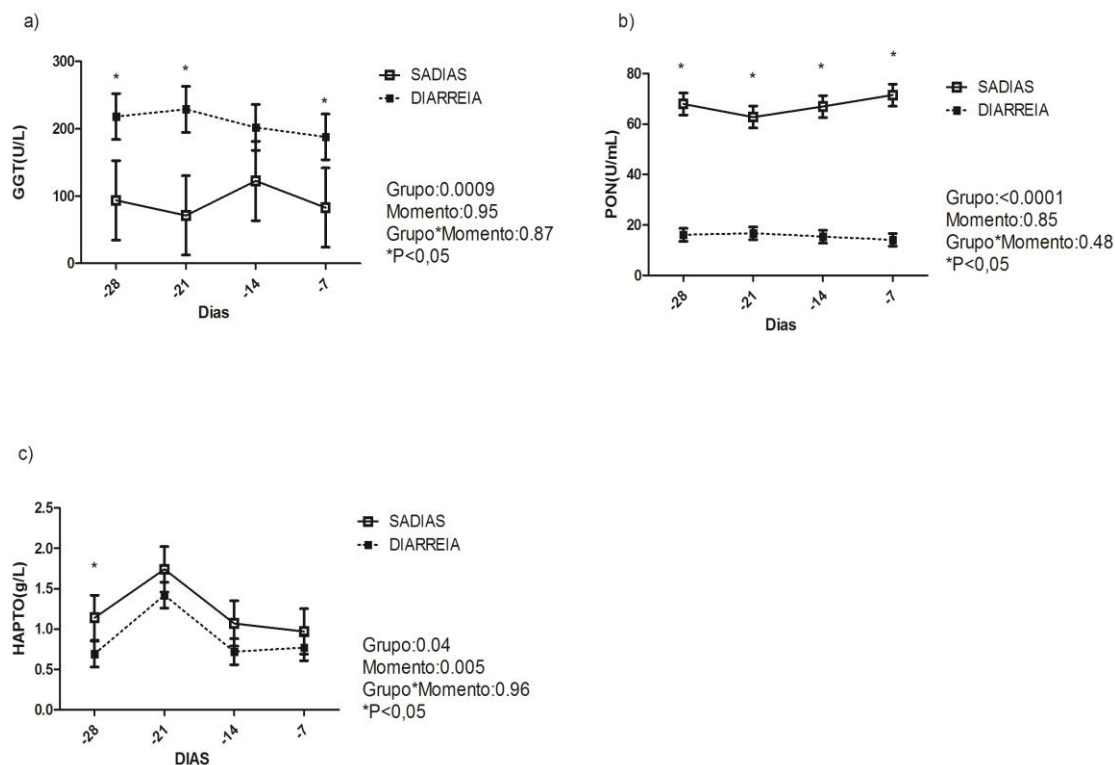 a)
300
200
100
0
GGT(U/L)
-28
-21
-14
-7
Dias
*
*
*
SADIAS
DIARREIA
Grupo:0.0009
Momento:0.95
Grupo*Momento:0.87
*P<0,05
b)
80
60
40
20
0
PON(U/mL)
-28
-21
-14
-7
Dias
*
*
*
*
SADIAS
DIARREIA
Grupo:<0.0001
Momento:0.85
Grupo*Momento:0.48
*P<0,05
c)
2.5
2.0
1.5
1.0
0.5
0.0
HAPTO(g/L)
-28
-21
-14
-7
DIAS
*
SADIAS
DIARREIA
Grupo:0.04
Momento:0.005
Grupo*Momento:0.96
*P<0,05